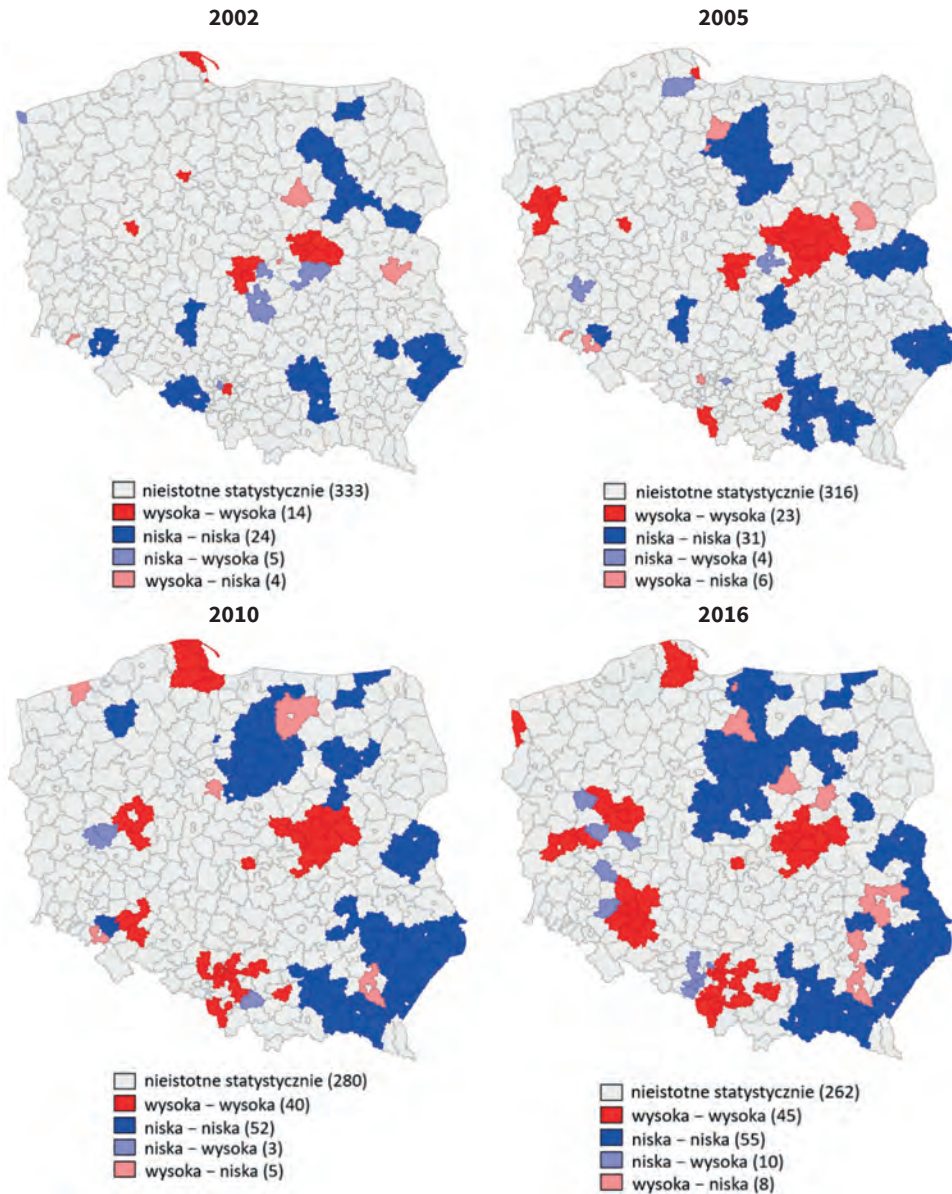 2002
2005
nieistotne statystycznie (333)
wysoka – wysoka (14)
niska – niska (24)
niska – wysoka (5)
wysoka – niska (4)
nieistotne statystycznie (316)
wysoka – wysoka (23)
niska – niska (31)
niska – wysoka (4)
wysoka – niska (6)
2010
2016
nieistotne statystycznie (280)
wysoka – wysoka (40)
niska – niska (52)
niska – wysoka (3)
wysoka – niska (5)
nieistotne statystycznie (262)
wysoka – wysoka (45)
niska – niska (55)
niska – wysoka (10)
wysoka – niska (8)